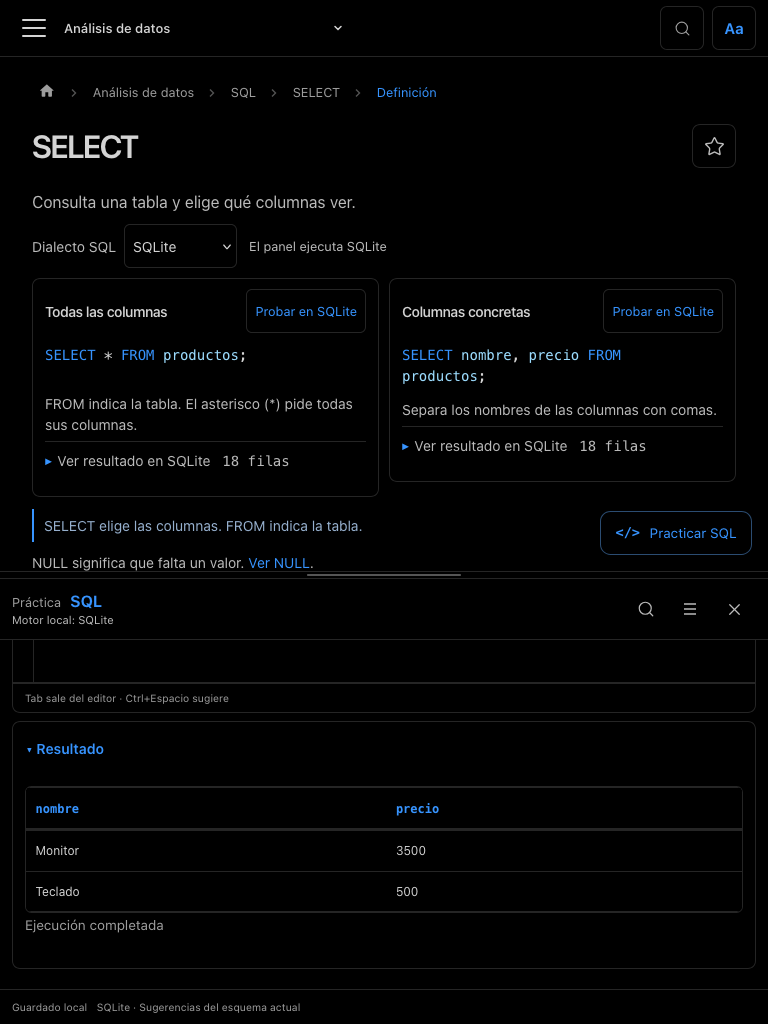 Análisis de datos
Aa
Análisis de datos
SQL
SELECT
Definición
SELECT
Consulta una tabla y elige qué columnas ver.
Dialecto SQL
SQLite
El panel ejecuta SQLite
Todas las columnas
Probar en SQLite
SELECT * FROM productos;
FROM indica la tabla. El asterisco (*) pide todas
sus columnas.
▸ Ver resultado en SQLite 18 filas
Columnas concretas
Probar en SQLite
SELECT nombre, precio FROM
productos;
Separa los nombres de las columnas con comas.
▸ Ver resultado en SQLite 18 filas
SELECT elige las columnas. FROM indica la tabla.
</> Practicar SQL
NULL significa que falta un valor. Ver NULL.
Práctica SQL
Motor local: SQLite
Tab sale del editor · Ctrl+Espacio sugiere
▾ Resultado
nombre precio
Monitor 3500
Teclado 500
Ejecución completada
Guardado local SQLite · Sugerencias del esquema actual